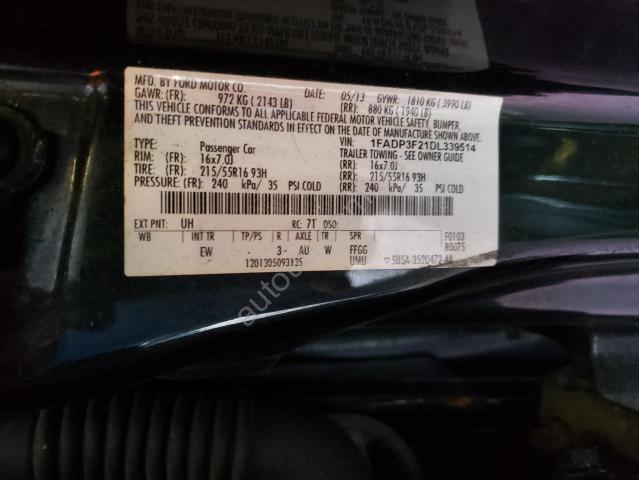 MFD. BY FORD MOTOR CO.
DATE: 05/13 GVWR: 1810 KG ( 3990 LB)
GAWR: (FR): 972 KG ( 2143 LB) (RR): 880 KG ( 1940 LB)
THIS VEHICLE CONFORMS TO ALL APPLICABLE FEDERAL MOTOR VEHICLE SAFETY, BUMPER,
AND THEFT PREVENTION STANDARDS IN EFFECT ON THE DATE OF MANUFACTURE SHOWN ABOVE.
VIN: 1FADP3F21DL339514
TYPE: Passenger Car TRAILER TOWING - SEE OWNER LITERATURE
RIM: (FR): 16x7.0J (RR): 16x7.0J
TIRE: (FR): 215/55R16 93H (RR): 215/55R16 93H
PRESSURE: (FR): 240 kPa/ 35 PSI COLD (RR): 240 kPa/ 35 PSI COLD
EXT PNT: UH RC: 7T DSO: F0103
WB INT TR TP/PS R AXLE TR SPR R0075
EW 3- AU W FFGG
1201305093135 UMU 5U5A-3520472-AA